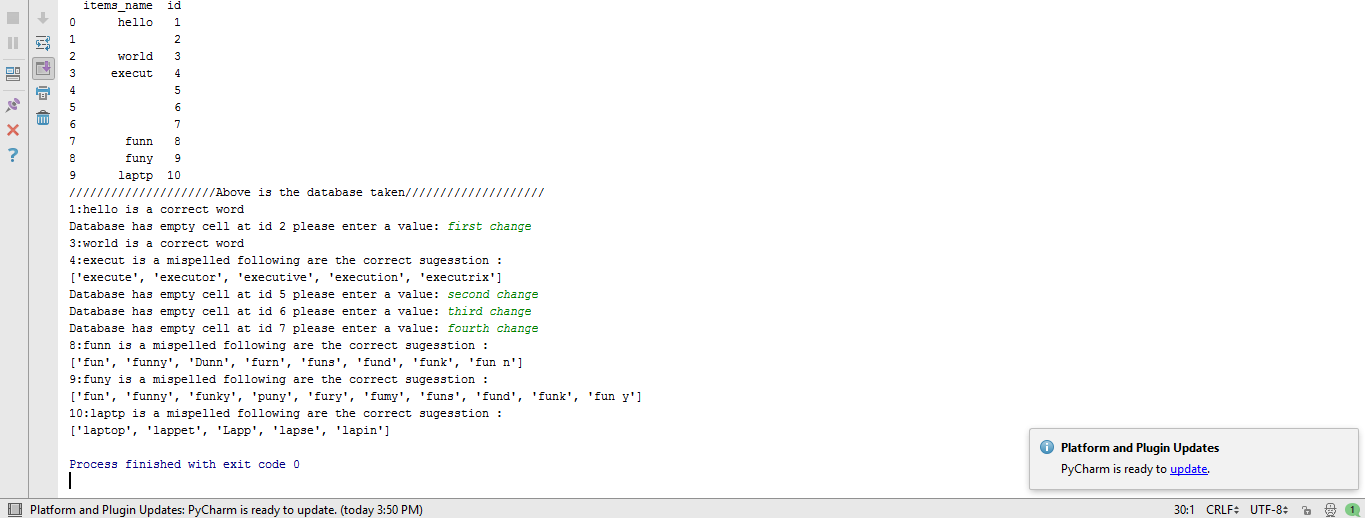 items_name id
0 hello 1
1 2
2 world 3
3 execut 4
4 5
5 6
6 7
7 funn 8
8 funy 9
9 laptp 10
/////////////////////Above is the database taken////////////////////
1:hello is a correct word
Database has empty cell at id 2 please enter a value: first change
3:world is a correct word
4:execut is a mispelled following are the correct sugesstion :
['execute', 'executor', 'executive', 'execution', 'executrix']
Database has empty cell at id 5 please enter a value: second change
Database has empty cell at id 6 please enter a value: third change
Database has empty cell at id 7 please enter a value: fourth change
8:funn is a mispelled following are the correct sugesstion :
['fun', 'funny', 'Dunn', 'furn', 'funs', 'fund', 'funk', 'fun n']
9:funy is a mispelled following are the correct sugesstion :
['fun', 'funny', 'funky', 'puny', 'fury', 'fumy', 'funs', 'fund', 'funk', 'fun y']
10:laptp is a mispelled following are the correct sugesstion :
['laptop', 'lappet', 'Lapp', 'lapse', 'lapin']
Process finished with exit code 0
Platform and Plugin Updates
PyCharm is ready to update.
Platform and Plugin Updates: PyCharm is ready to update. (today 3:50 PM)
30:1 CRLF UTF-8 1